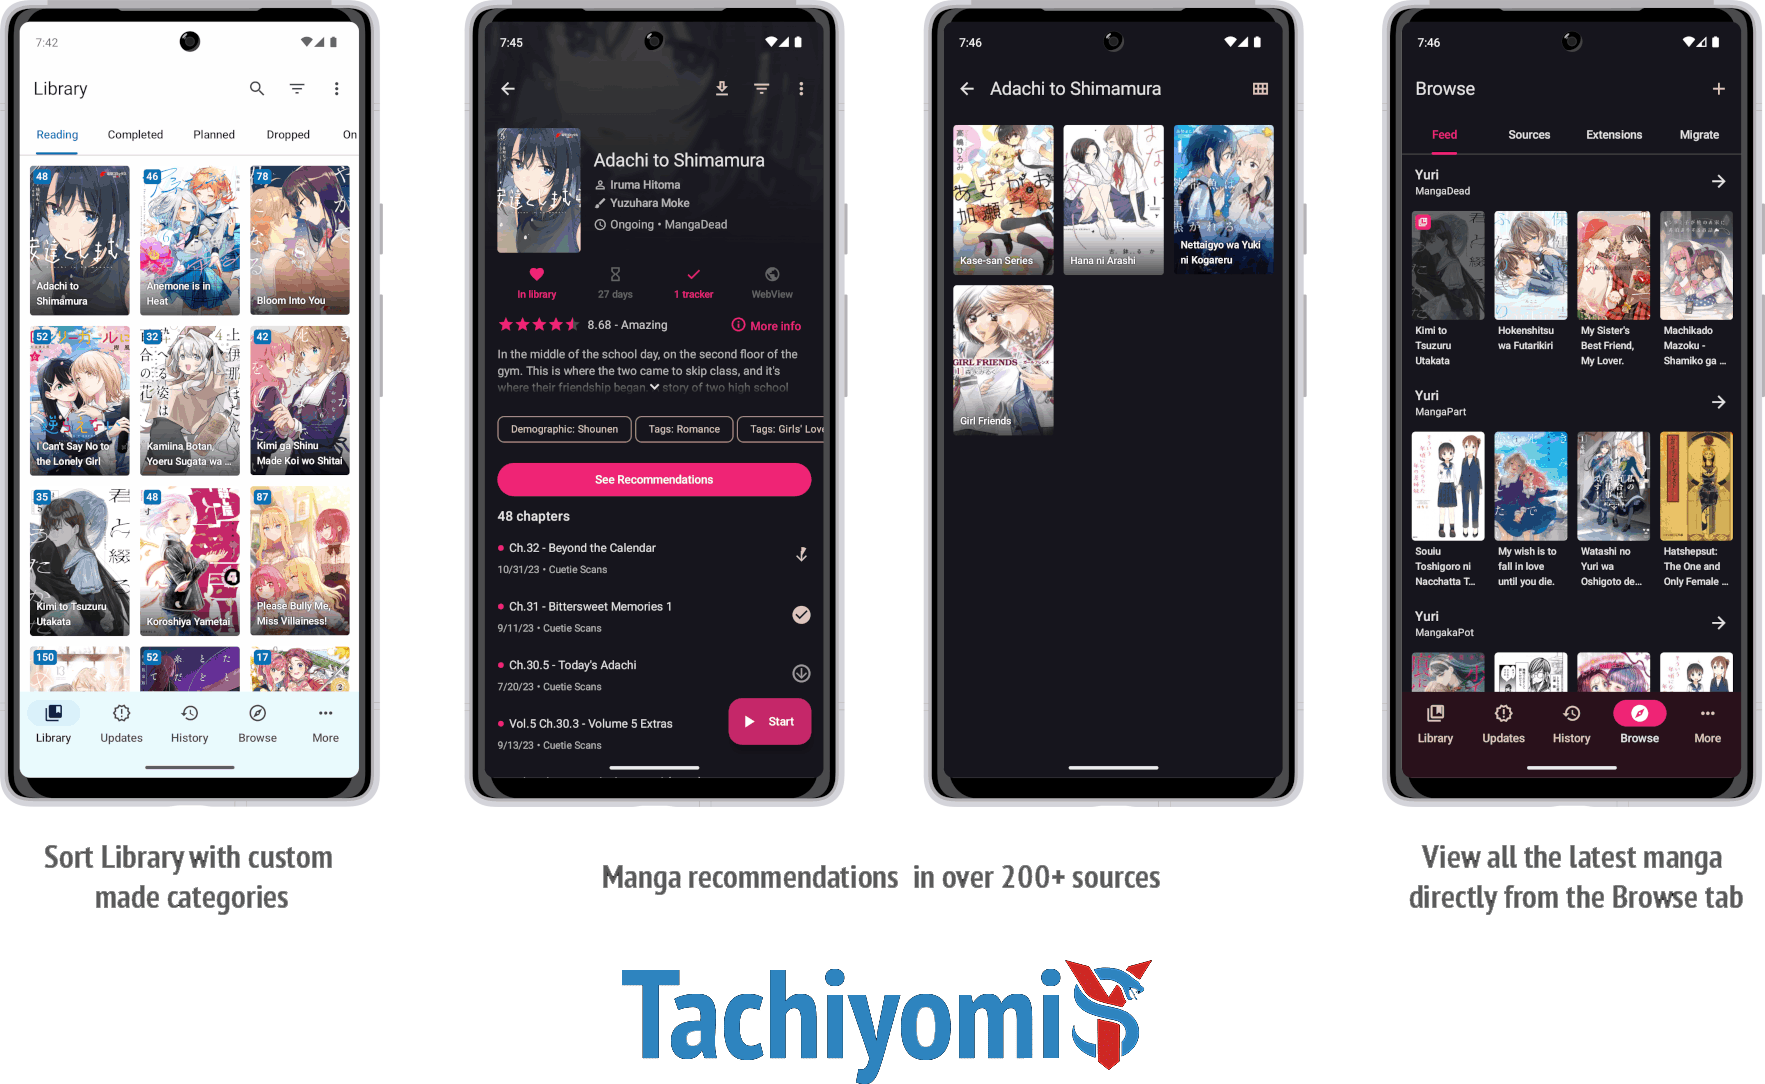 7:42
Library
Reading Completed Planned Dropped On
48
Adachi to
Shimamura
46
Anemone is in
Heat
78
Bloom Into You
52
I Can't Say No to
the Lonely Girl
32
Kamiina Botan,
Yoeru Sugata wa ...
42
Kimi ga Shinu
Made Koi wo Shitai
35
Kimi to Tsuzuru
Utakata
48
Koroshiya Yametai
87
Please Bully Me,
Miss Villainess!
150
52
17
Library Updates History Browse More
Sort Library with custom
made categories
7:45
Adachi to Shimamura
Iruma Hitoma
Yuzuhara Moke
Ongoing • MangaDead
In library 27 days 1 tracker WebView
8.68 - Amazing More info
In the middle of the school day, on the second floor of the
gym. This is where the two came to skip class, and it's
where their friendship began. story of two high school
Demographic: Shounen Tags: Romance Tags: Girls' Love
See Recommendations
48 chapters
Ch.32 - Beyond the Calendar
10/31/23 • Cuetie Scans
Ch.31 - Bittersweet Memories 1
9/11/23 • Cuetie Scans
Ch.30.5 - Today's Adachi
7/20/23 • Cuetie Scans
Vol.5 Ch.30.3 - Volume 5 Extras
9/13/23 • Cuetie Scans
Start
7:46
Adachi to Shimamura
Kase-san Series
Hana ni Arashi
Nettaigyo wa Yuki
ni Kogareru
GIRL FRIENDS
Girl Friends
Manga recommendations in over 200+ sources
7:46
Browse
Feed Sources Extensions Migrate
Yuri
MangaDead
Kimi to
Tsuzuru
Utakata
Hokenshitsu
wa Futarikiri
My Sister's
Best Friend,
My Lover.
Machikado
Mazoku -
Shamiko ga ...
Yuri
MangaPart
Souiu
Toshigoro ni
Nacchatta T...
My wish is to
fall in love
until you die.
Watashi no
Yuri wa
Oshigoto de...
Hatshepsut:
The One and
Only Female ...
Yuri
MangakaPot
Library Updates History Browse More
View all the latest manga
directly from the Browse tab
Tachiyomi